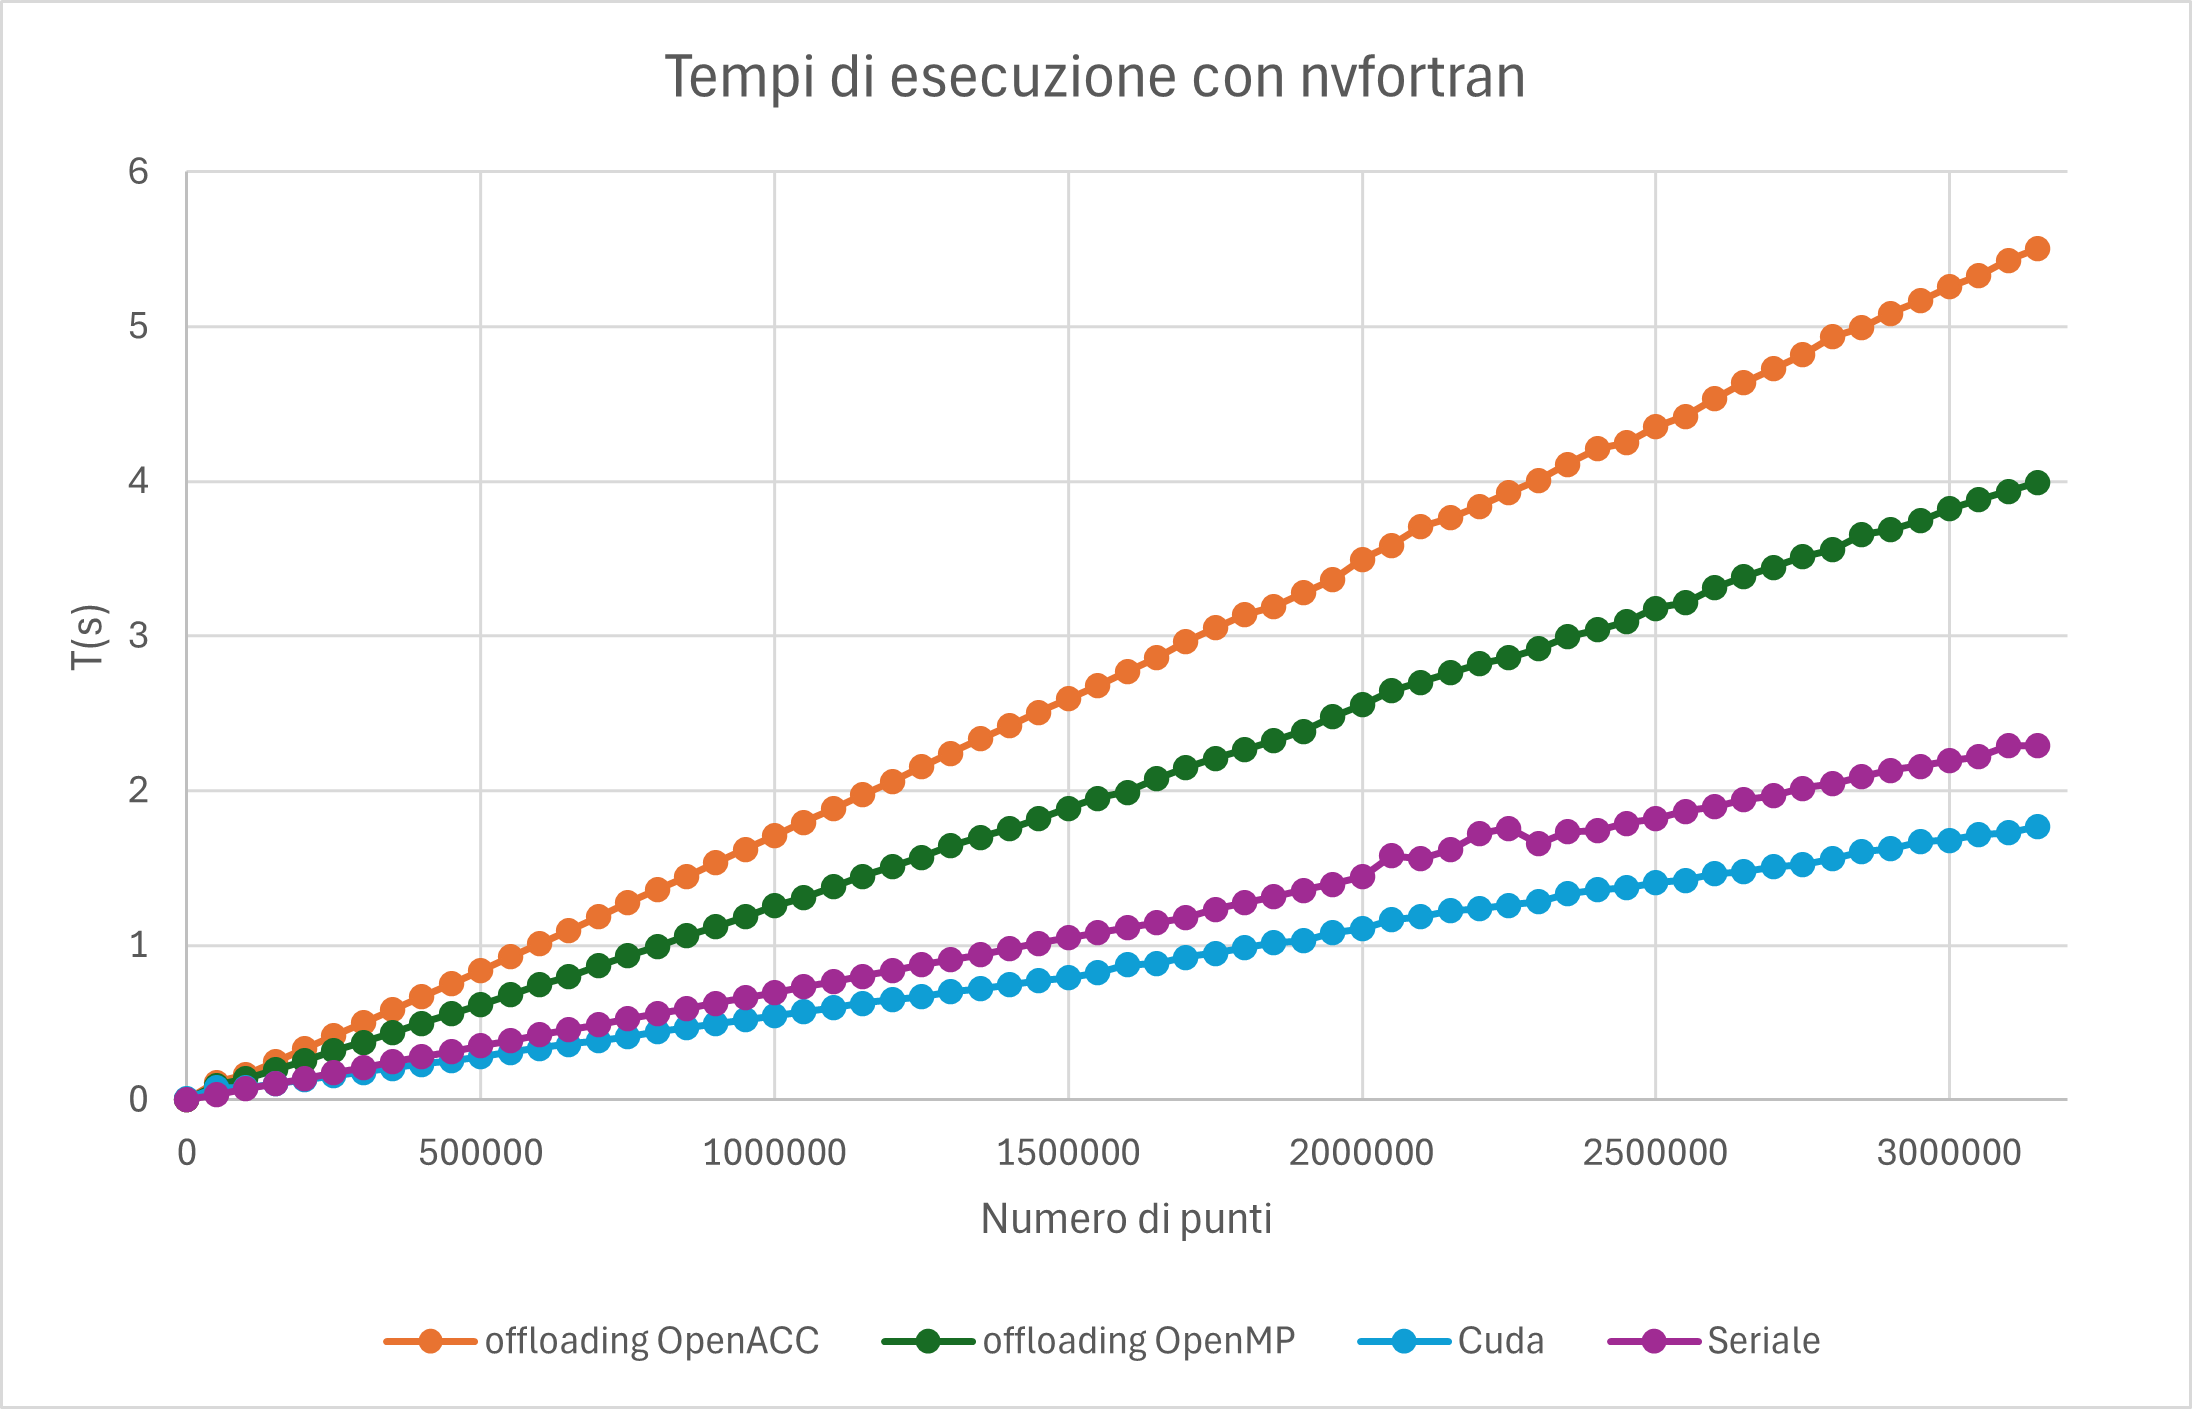 Tempi di esecuzione con nvfortran
6
5
4
3
2
1
0
T(s)
0 500000 1000000 1500000 2000000 2500000 3000000
Numero di punti
offloading OpenACC offloading OpenMP Cuda Seriale